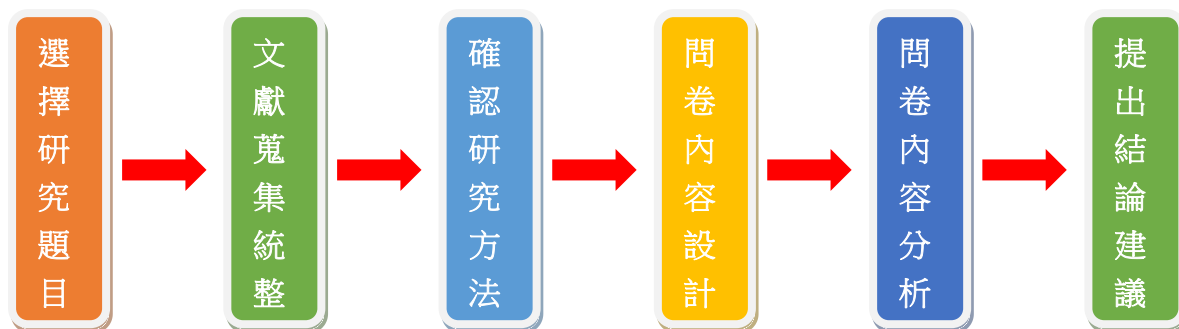 選擇研究題目
文獻蒐集統整
確認研究方法
問卷內容設計
問卷內容分析
提出結論建議